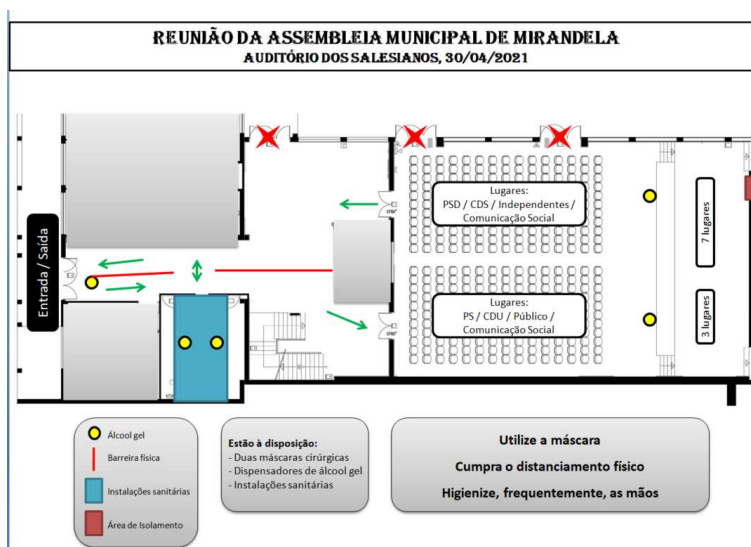 REUNIÃO DA ASSEMBLEIA MUNICIPAL DE MIRANDELA
AUDITÓRIO DOS SALESIANOS, 30/04/2021
Entrada / Saída
Lugares:
PSD / CDS / Independentes /
Comunicação Social
7 lugares
Lugares:
PS / CDU / Público /
Comunicação Social
3 lugares
Álcool gel
Barreira física
Instalações sanitárias
Área de Isolamento
Estão à disposição:
- Duas máscaras cirúrgicas
- Dispensadores de álcool gel
- Instalações sanitárias
Utilize a máscara
Cumpra o distanciamento físico
Higienize, frequentemente, as mãos